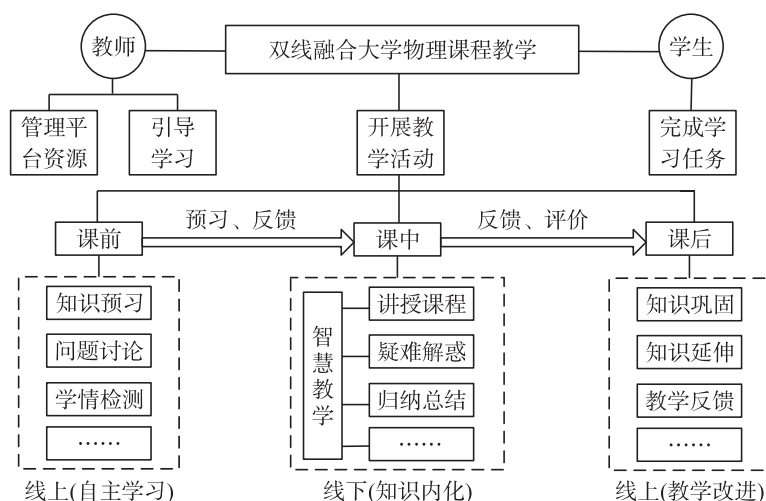 教师
双线融合大学物理课程教学
学生
管理平
台资源
引导
学习
开展教
学活动
完成学
习任务
课前
预习、反馈
课中
反馈、评价
课后
知识预习
问题讨论
学情检测
……
智
慧
教
学
讲授课程
疑难解惑
归纳总结
……
知识巩固
知识延伸
教学反馈
……
线上(自主学习)
线下(知识内化)
线上(教学改进)